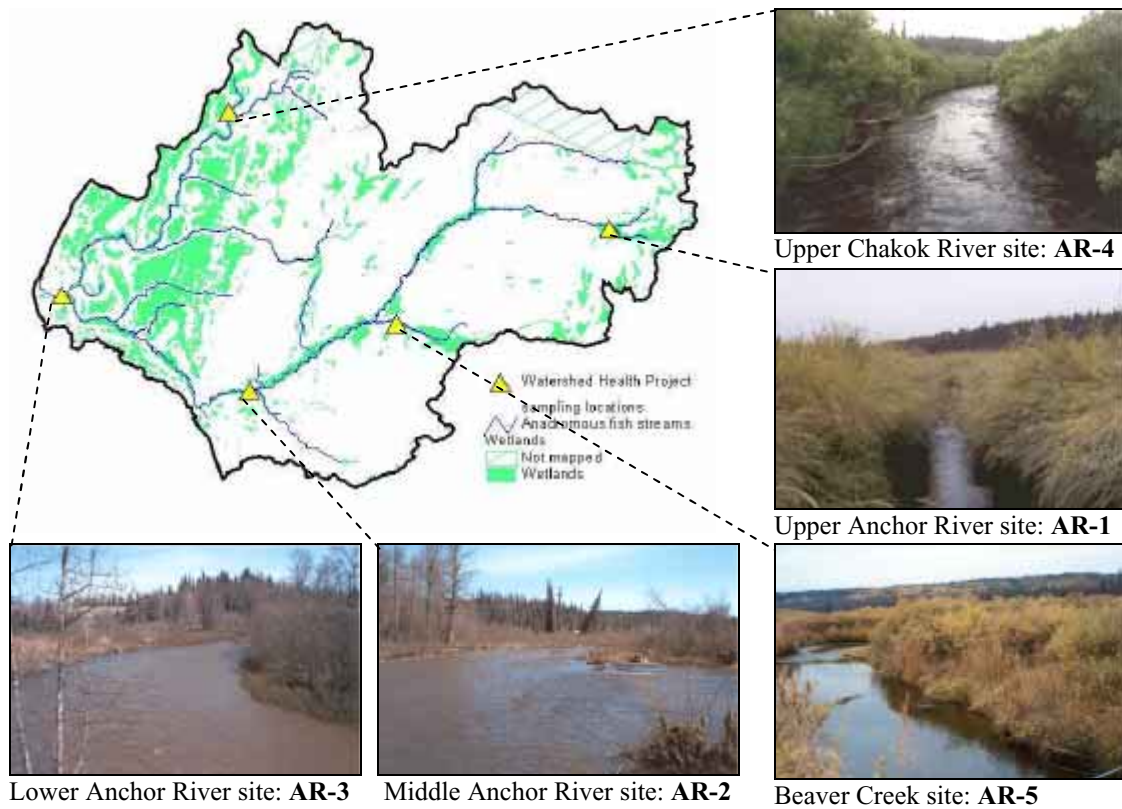 Upper Chakok River site: AR-4
Upper Anchor River site: AR-1
Watershed Health Project
sampling locations.
Anadromous fish streams.
Wetlands
Not mapped
Wetlands
Lower Anchor River site: AR-3
Middle Anchor River site: AR-2
Beaver Creek site: AR-5